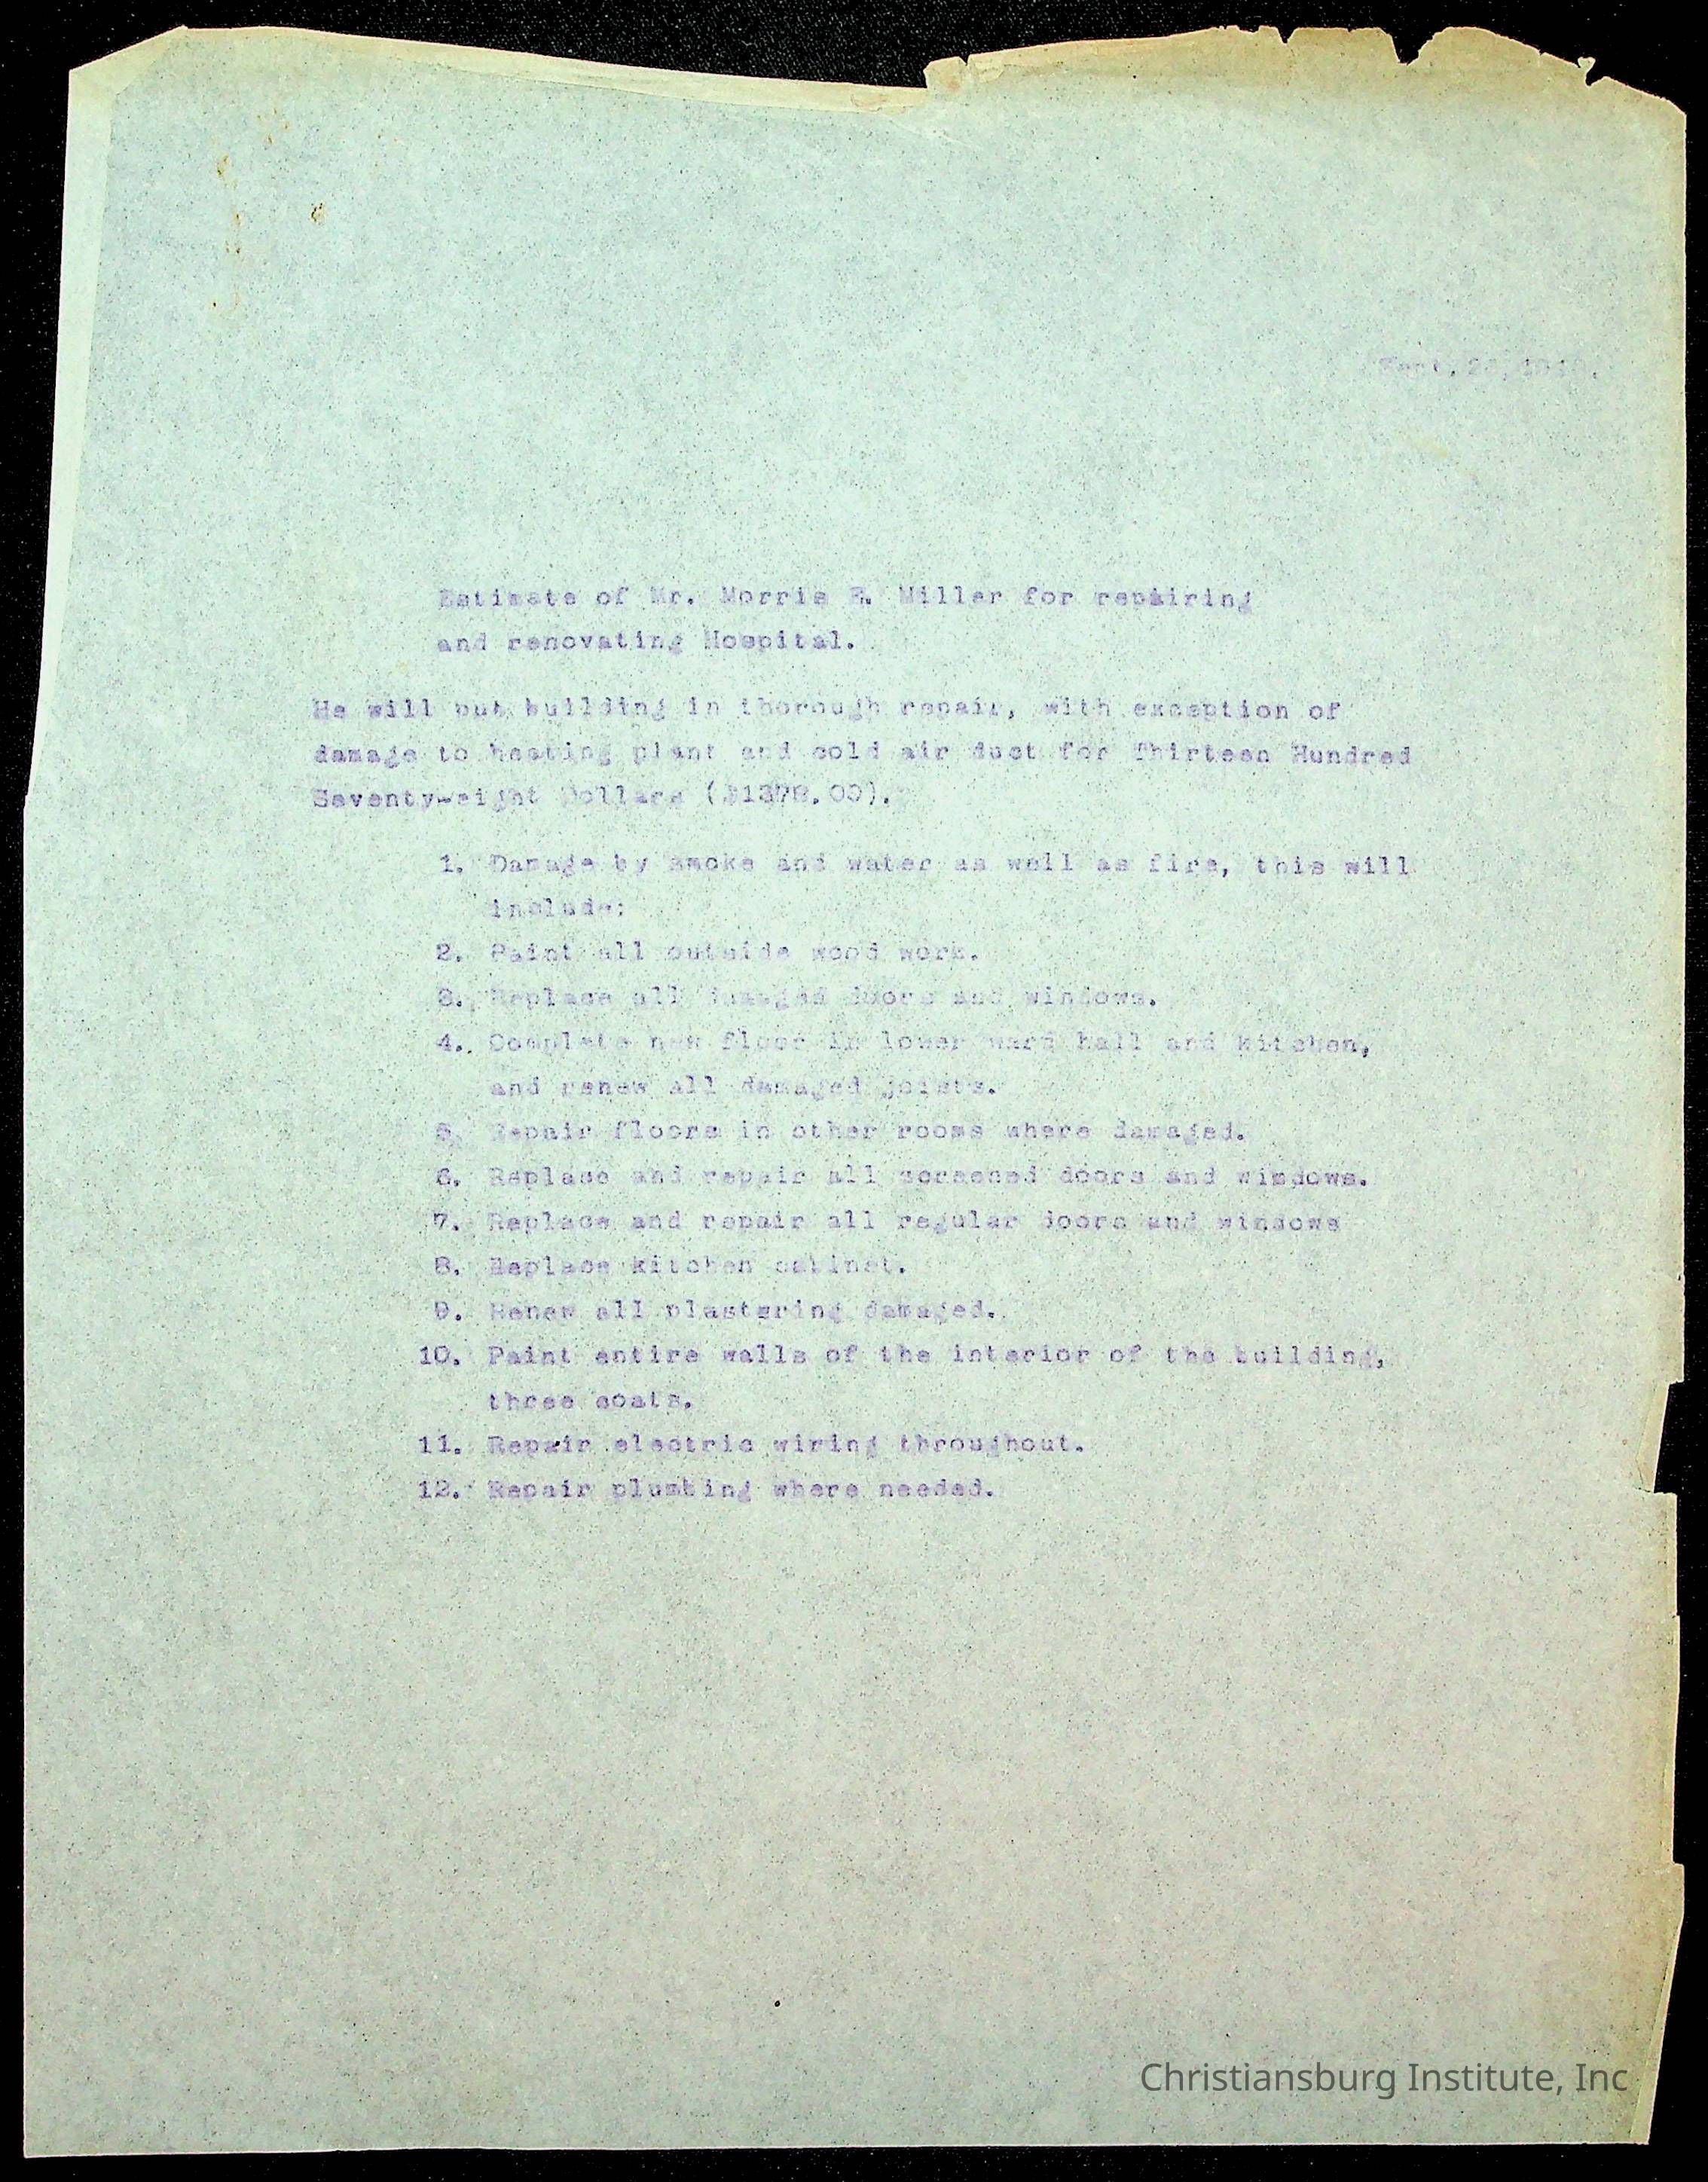 Sept.
Estimate of Mr. Morris E. Miller for repairing
and renovating Hospital.
He will put building in thorough repair, with exception of
damage to heating plant and cold air duct for Thirteen Hundred
Seventy-eight Dollars ($1378.00).
1. Damage by smoke and water as well as fire, this will
include:
2. Paint all outside wood work.
3. Replace all damaged doors and windows.
4. Complete new floor in lower ward hall and kitchen,
and renew all damaged joists.
5. Repair floors in other rooms where damaged.
6. Replace and repair all screened doors and windows.
7. Replace and repair all regular doors and windows
8. Replace kitchen cabinet.
9. Renew all plastering damaged.
10. Paint entire walls of the interior of the building,
three coats.
11. Repair electric wiring throughout.
12. Repair plumbing where needed.
Christiansburg Institute, Inc